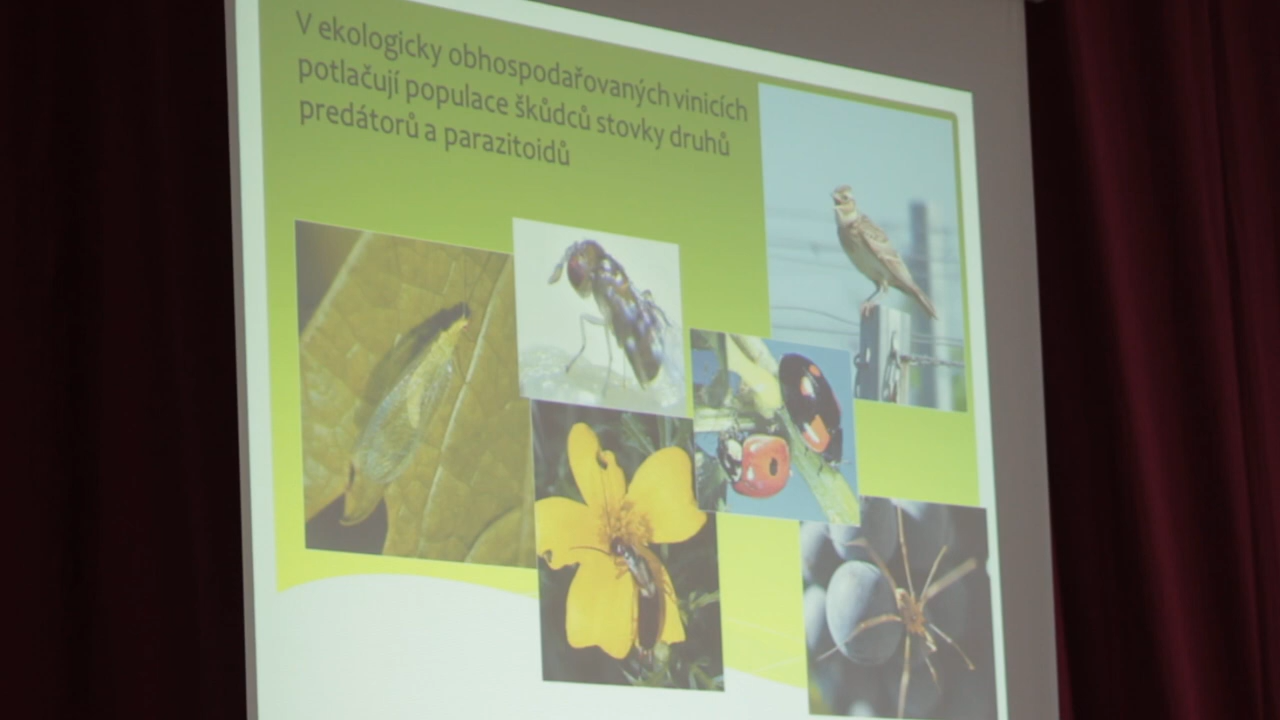 V ekologicky obhospodařovaných vinicích
potlačují populace škůdců stovky druhů
predátorů a parazitoidů